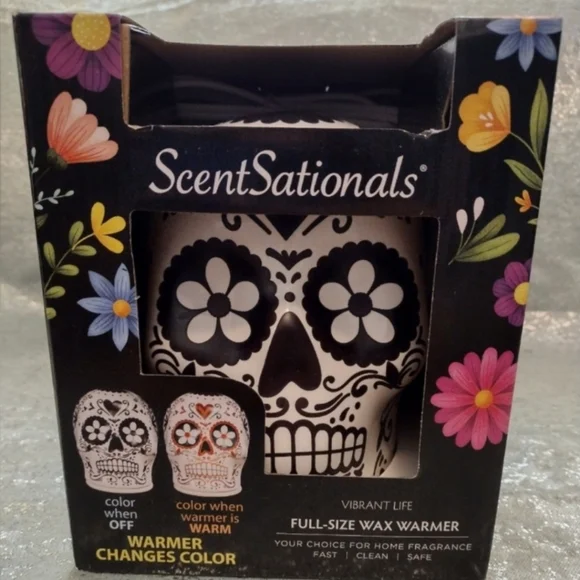 ScentSationals®
color
when
OFF
color when
warmer is
WARM
WARMER
CHANGES COLOR
VIBRANT LIFE
FULL-SIZE WAX WARMER
YOUR CHOICE FOR HOME FRAGRANCE
FAST | CLEAN | SAFE